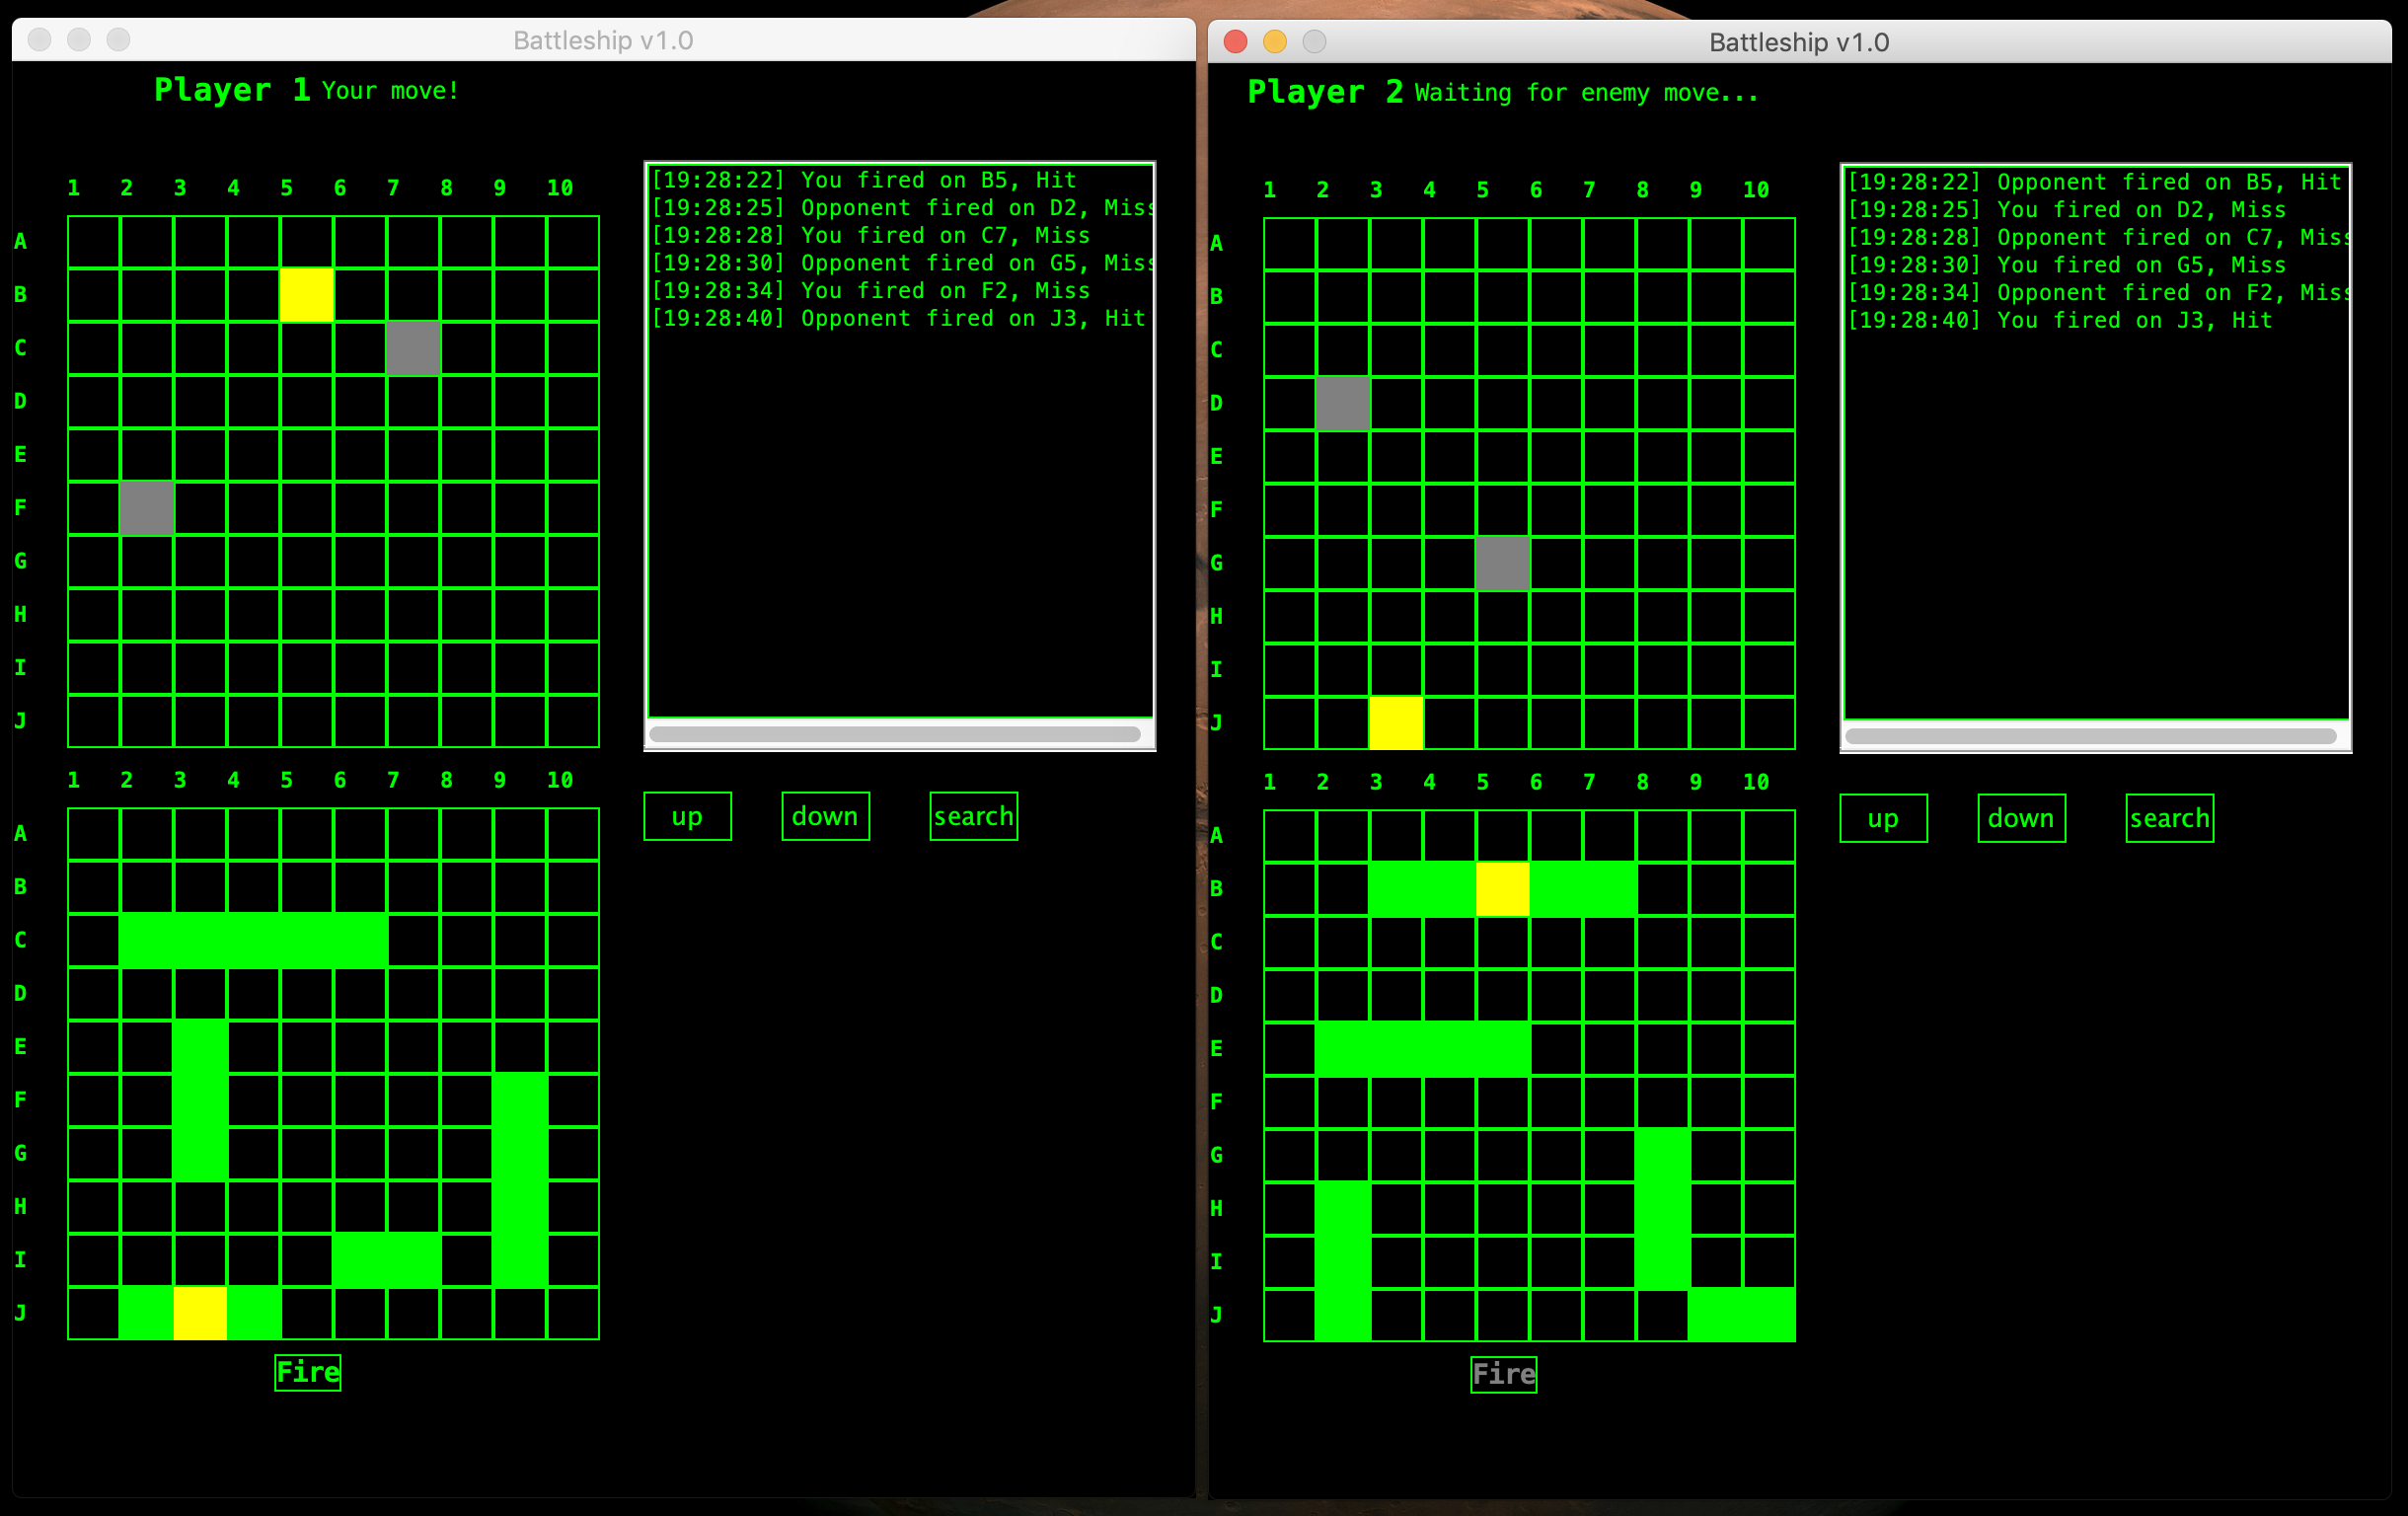 Battleship v1.0
Player 1 Your move!
1 2 3 4 5 6 7 8 9 10
A
B
C
D
E
F
G
H
I
J
[19:28:22] You fired on B5, Hit
[19:28:25] Opponent fired on D2, Miss
[19:28:28] You fired on C7, Miss
[19:28:30] Opponent fired on G5, Miss
[19:28:34] You fired on F2, Miss
[19:28:40] Opponent fired on J3, Hit
1 2 3 4 5 6 7 8 9 10
A
B
C
D
E
F
G
H
I
J
up down search
Fire
Battleship v1.0
Player 2 Waiting for enemy move...
1 2 3 4 5 6 7 8 9 10
A
B
C
D
E
F
G
H
I
J
[19:28:22] Opponent fired on B5, Hit
[19:28:25] You fired on D2, Miss
[19:28:28] Opponent fired on C7, Miss
[19:28:30] You fired on G5, Miss
[19:28:34] Opponent fired on F2, Miss
[19:28:40] You fired on J3, Hit
1 2 3 4 5 6 7 8 9 10
A
B
C
D
E
F
G
H
I
J
up down search
Fire